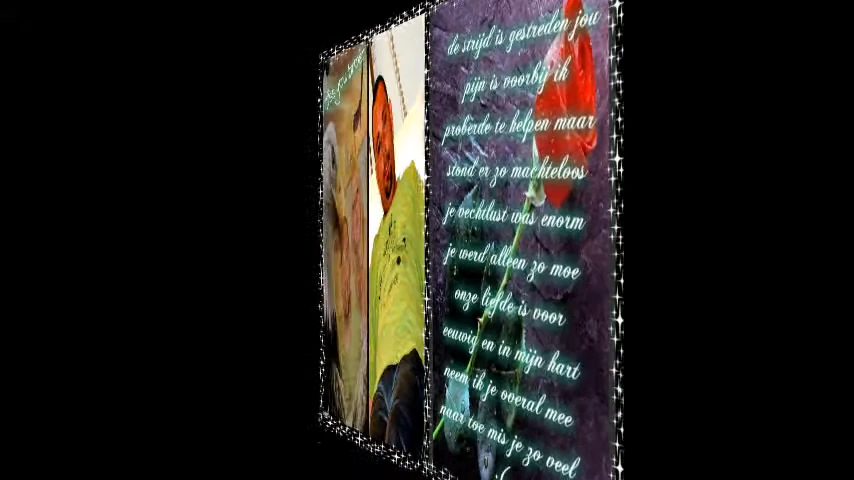 de strijd is gestreden jou
pijn is voorbij ik
proberde te helpen maar
stond er zo machteloos
je vechtlust was enorm
je werd alleen zo moe
onze liefde is voor
eeuwig en in mijn hart
neem ik je overal mee
naar toe mis je zo veel